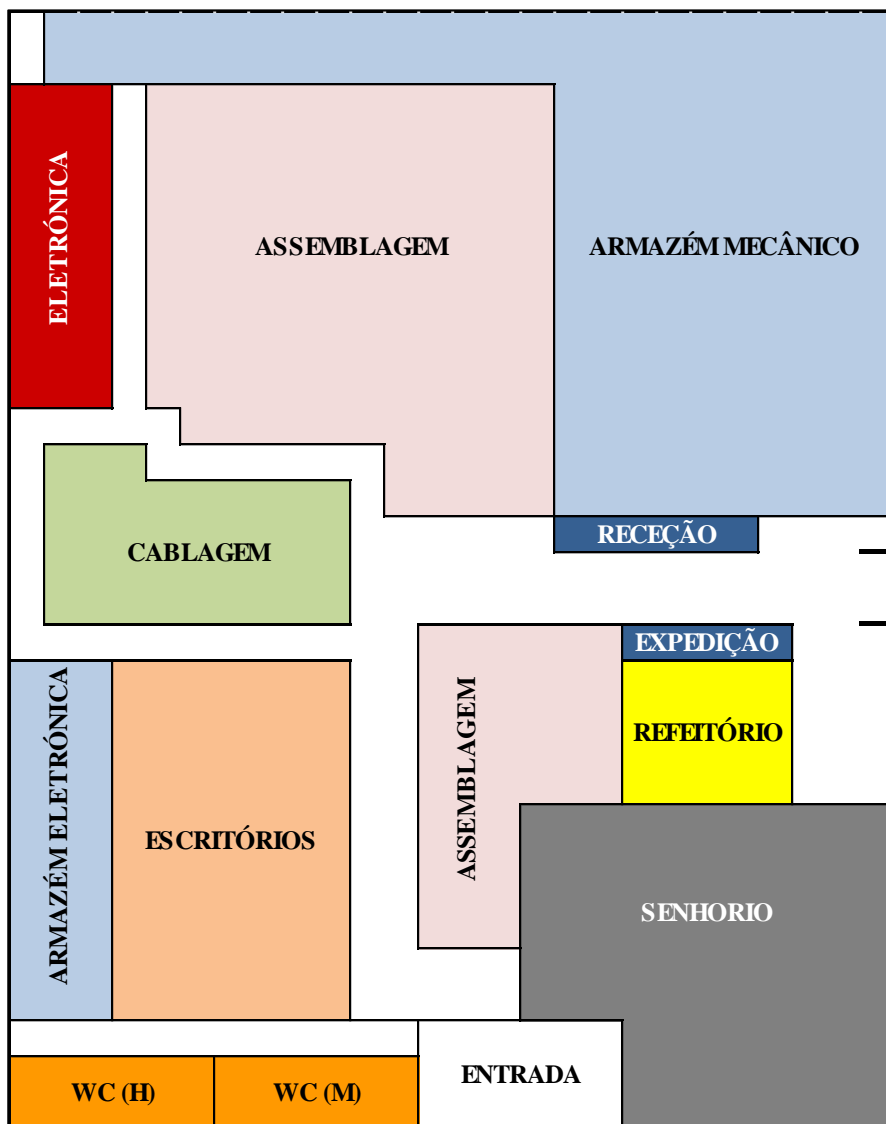 ELETRÓNICA
ASSEMBLAGEM
ARMAZÉM MECÂNICO
RECEÇÃO
CABLAGEM
EXPEDIÇÃO
REFEITÓRIO
ASSEMBLAGEM
ARMAZÉM ELETRÓNICA
ESCRITÓRIOS
SENHORIO
ENTRADA
WC (H)
WC (M)